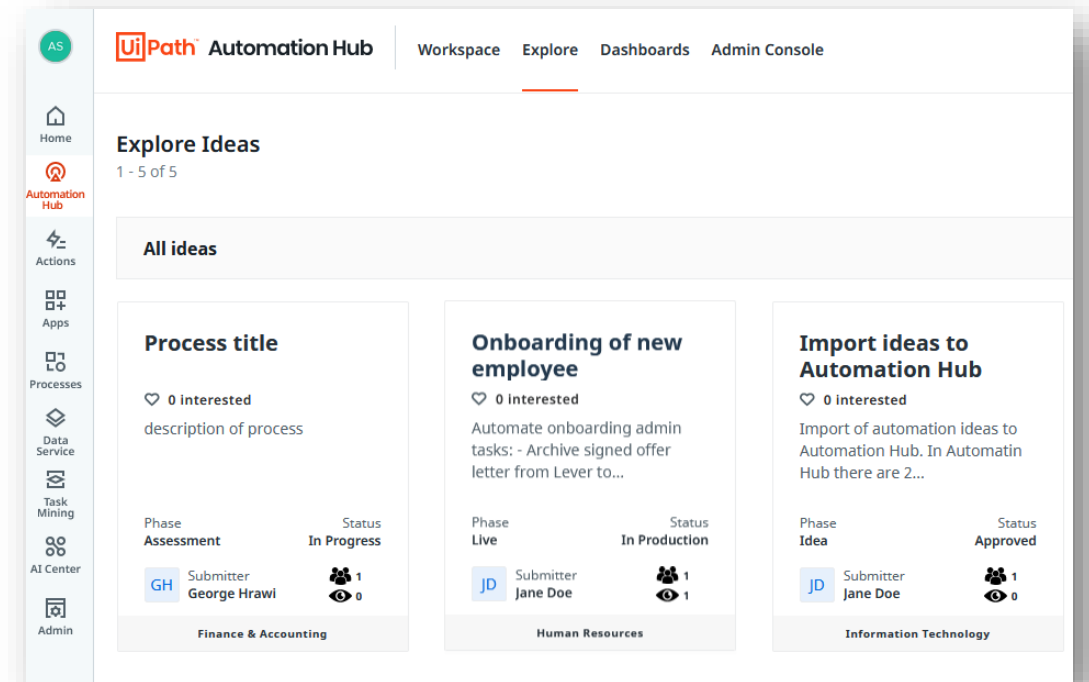 AS
UiPath™ Automation Hub
Workspace Explore Dashboards Admin Console
Home
Automation
Hub
Actions
Apps
Processes
Data
Service
Task
Mining
AI Center
Admin
Explore Ideas
1 - 5 of 5
All ideas
Process title
0 interested
description of process
Phase Status
Assessment In Progress
GH Submitter 1
George Hrawi 0
Finance & Accounting
Onboarding of new
employee
0 interested
Automate onboarding admin
tasks: - Archive signed offer
letter from Lever to...
Phase Status
Live In Production
JD Submitter 1
Jane Doe 1
Human Resources
Import ideas to
Automation Hub
0 interested
Import of automation ideas to
Automation Hub. In Automatin
Hub there are 2...
Phase Status
Idea Approved
JD Submitter 1
Jane Doe 0
Information Technology